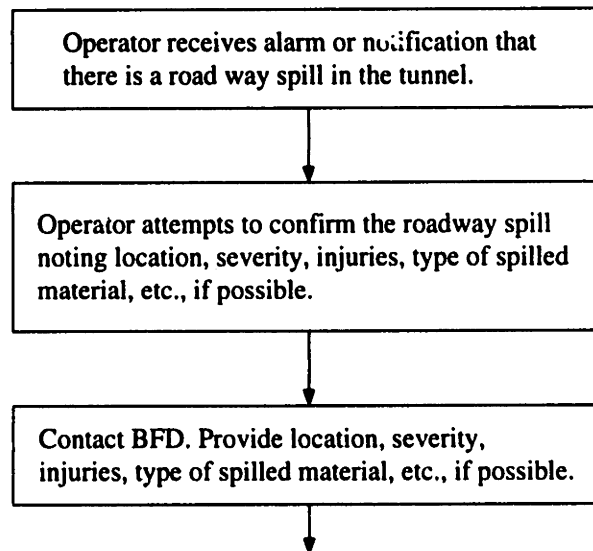 Operator receives alarm or notification that
there is a road way spill in the tunnel.
Operator attempts to confirm the roadway spill
noting location, severity, injuries, type of spilled
material, etc., if possible.
Contact BFD. Provide location, severity,
injuries, type of spilled material, etc., if possible.